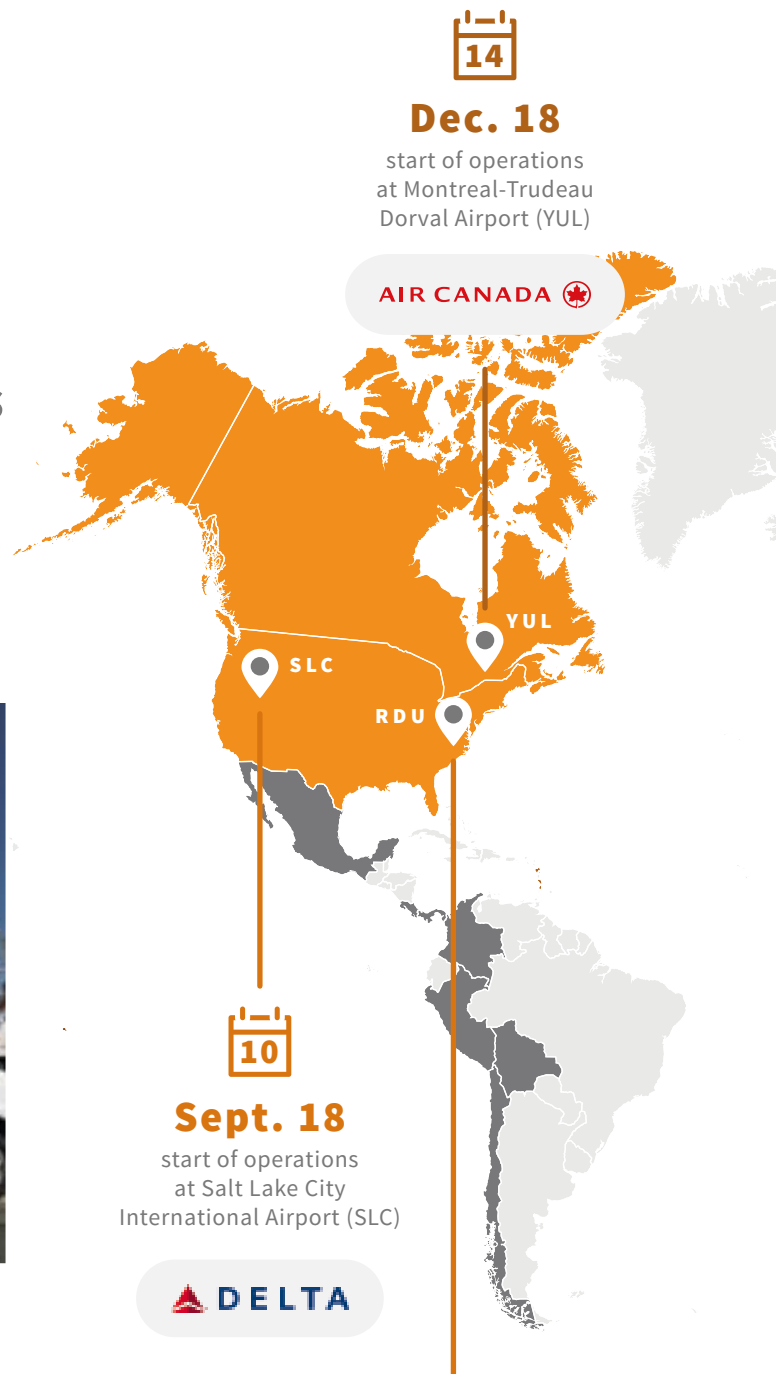 14
Dec. 18
start of operations
at Montreal-Trudeau
Dorval Airport (YUL)
AIR CANADA
YUL
SLC
RDU
10
Sept. 18
start of operations
at Salt Lake City
International Airport (SLC)
DELTA